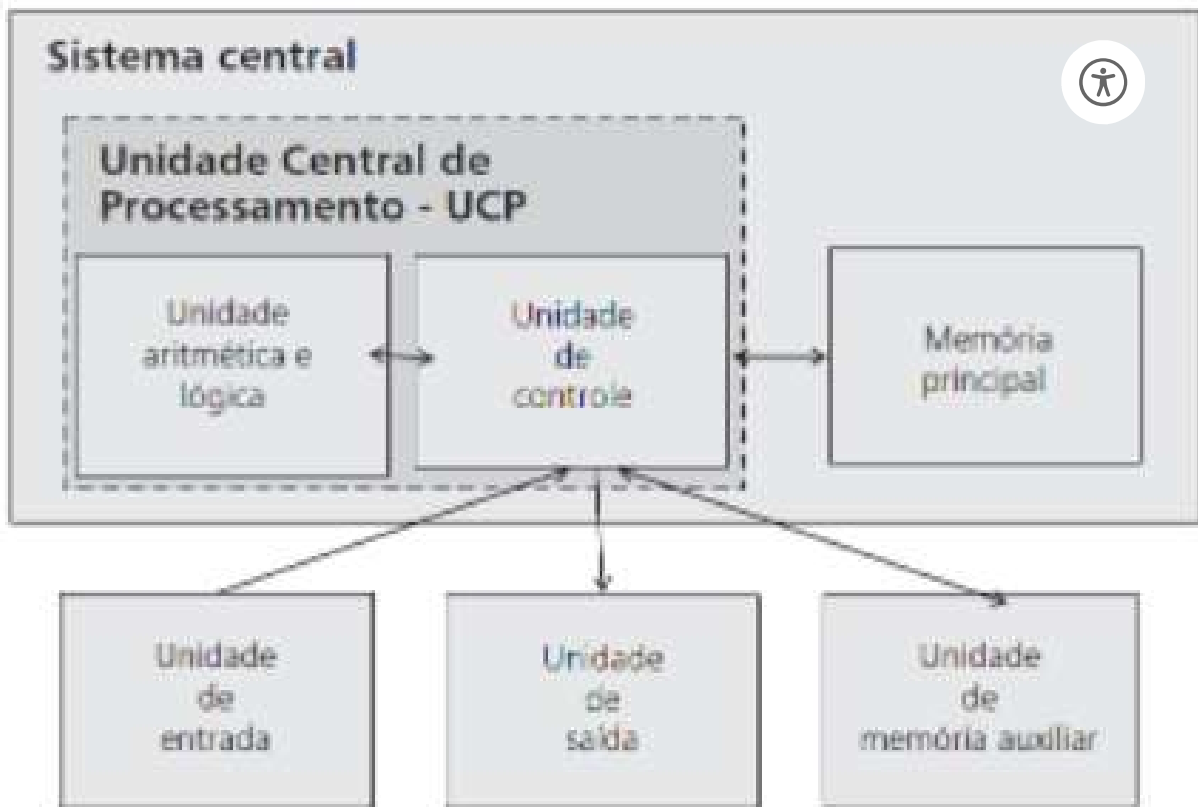 Sistema central
Unidade Central de
Processamento - UCP
Unidade
aritmética e
lógica
Unidade
de
controle
Memória
principal
Unidade
de
entrada
Unidade
de
saída
Unidade
de
memória auxiliar